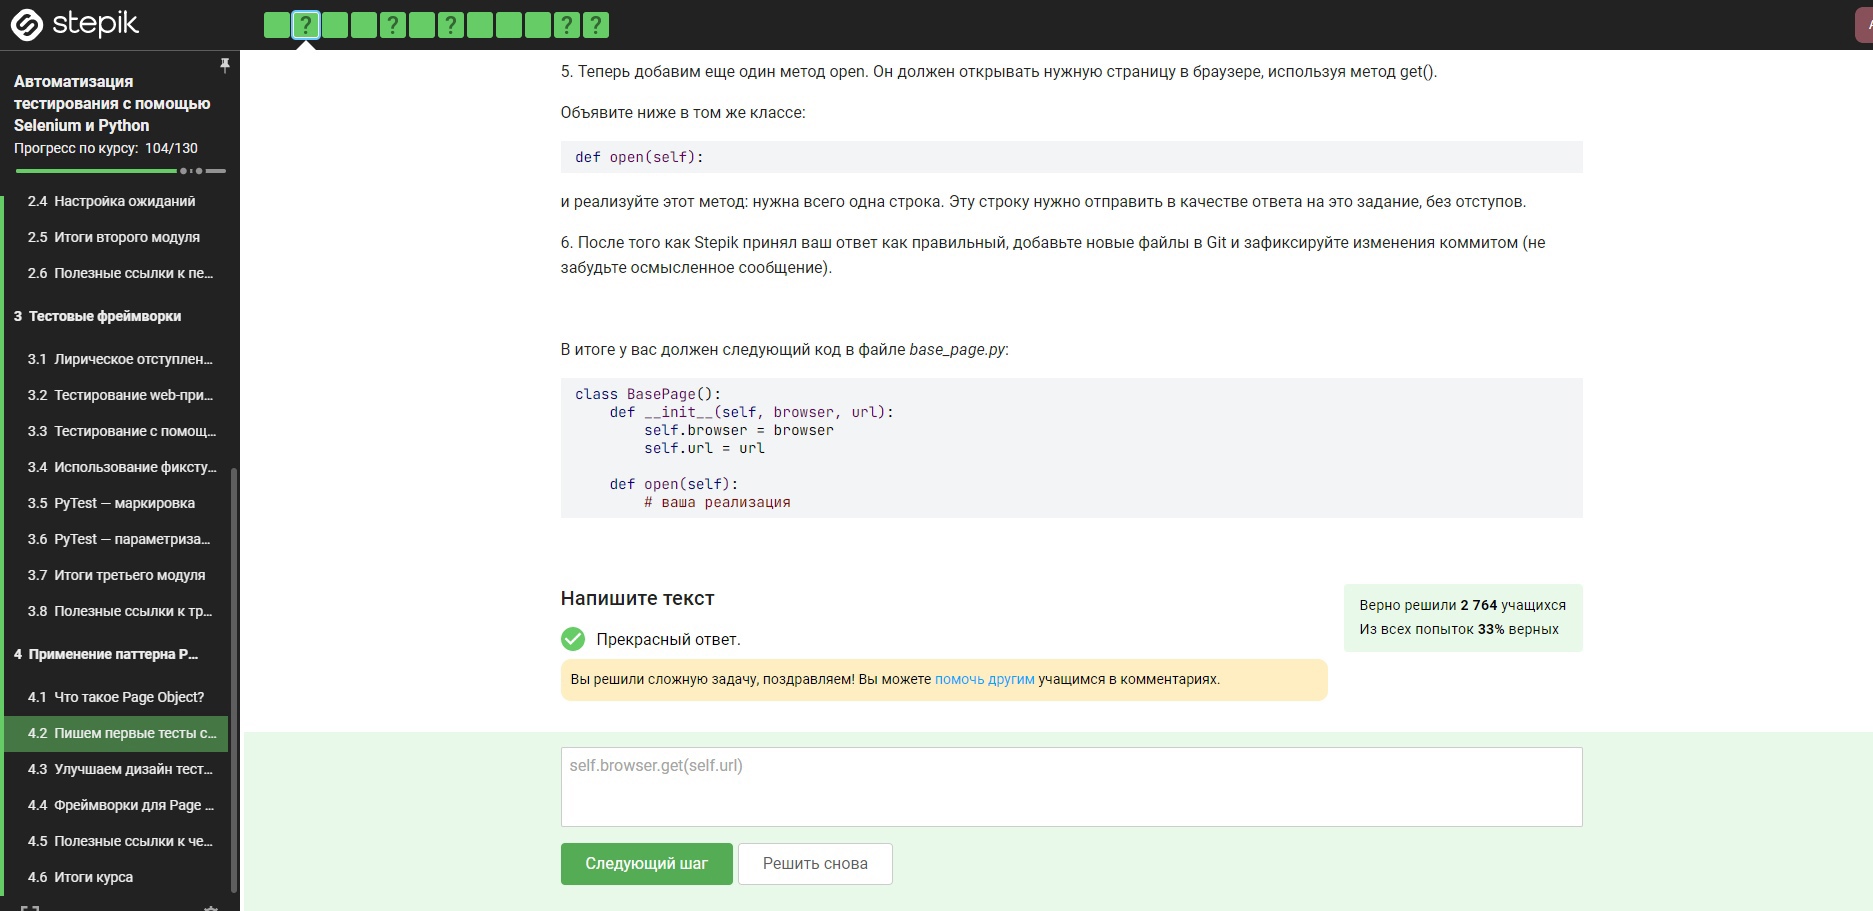 stepik
? ? ? ? ?
Автоматизация
тестирования с помощью
Selenium и Python
Прогресс по курсу: 104/130
2.4 Настройка ожиданий
2.5 Итоги второго модуля
2.6 Полезные ссылки к пе...
3 Тестовые фреймворки
3.1 Лирическое отступлен...
3.2 Тестирование web-при...
3.3 Тестирование с помощ...
3.4 Использование фиксту...
3.5 PyTest — маркировка
3.6 PyTest — параметриза...
3.7 Итоги третьего модуля
3.8 Полезные ссылки к тр...
4 Применение паттерна P...
4.1 Что такое Page Object?
4.2 Пишем первые тесты с...
4.3 Улучшаем дизайн тест...
4.4 Фреймворки для Page ...
4.5 Полезные ссылки к че...
4.6 Итоги курса
5. Теперь добавим еще один метод open. Он должен открывать нужную страницу в браузере, используя метод get().
Объявите ниже в том же классе:
def open(self):
и реализуйте этот метод: нужна всего одна строка. Эту строку нужно отправить в качестве ответа на это задание, без отступов.
6. После того как Stepik принял ваш ответ как правильный, добавьте новые файлы в Git и зафиксируйте изменения коммитом (не
забудьте осмысленное сообщение).
В итоге у вас должен следующий код в файле base_page.py:
class BasePage():
    def __init__(self, browser, url):
        self.browser = browser
        self.url = url
    def open(self):
        # ваша реализация
Напишите текст
Прекрасный ответ.
Вы решили сложную задачу, поздравляем! Вы можете помочь другим учащимся в комментариях.
Верно решили 2 764 учащихся
Из всех попыток 33% верных
self.browser.get(self.url)
Следующий шаг
Решить снова